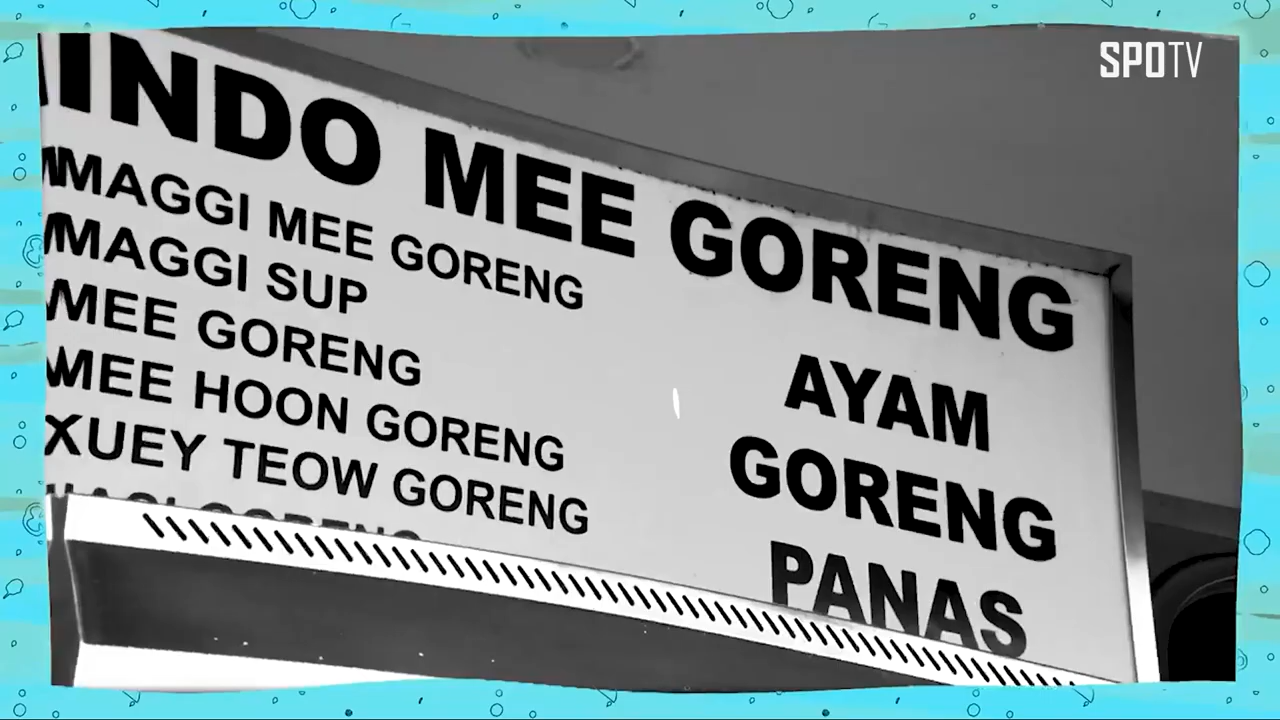 SPOTV
INDO MEE GORENG
MAGGI MEE GORENG
MAGGI SUP
MEE GORENG
MEE HOON GORENG
KUEY TEOW GORENG
GORENG
AYAM
GORENG
PANAS